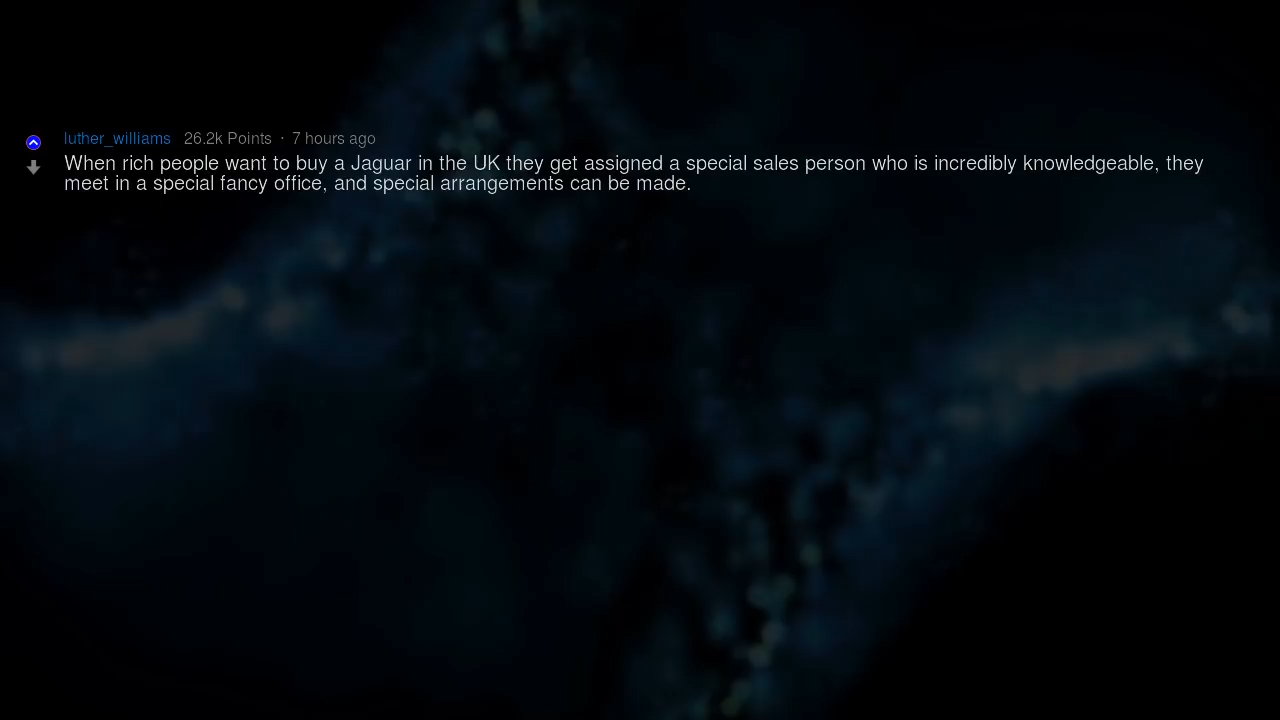 luther_williams 26.2k Points · 7 hours ago
When rich people want to buy a Jaguar in the UK they get assigned a special sales person who is incredibly knowledgeable, they
meet in a special fancy office, and special arrangements can be made.